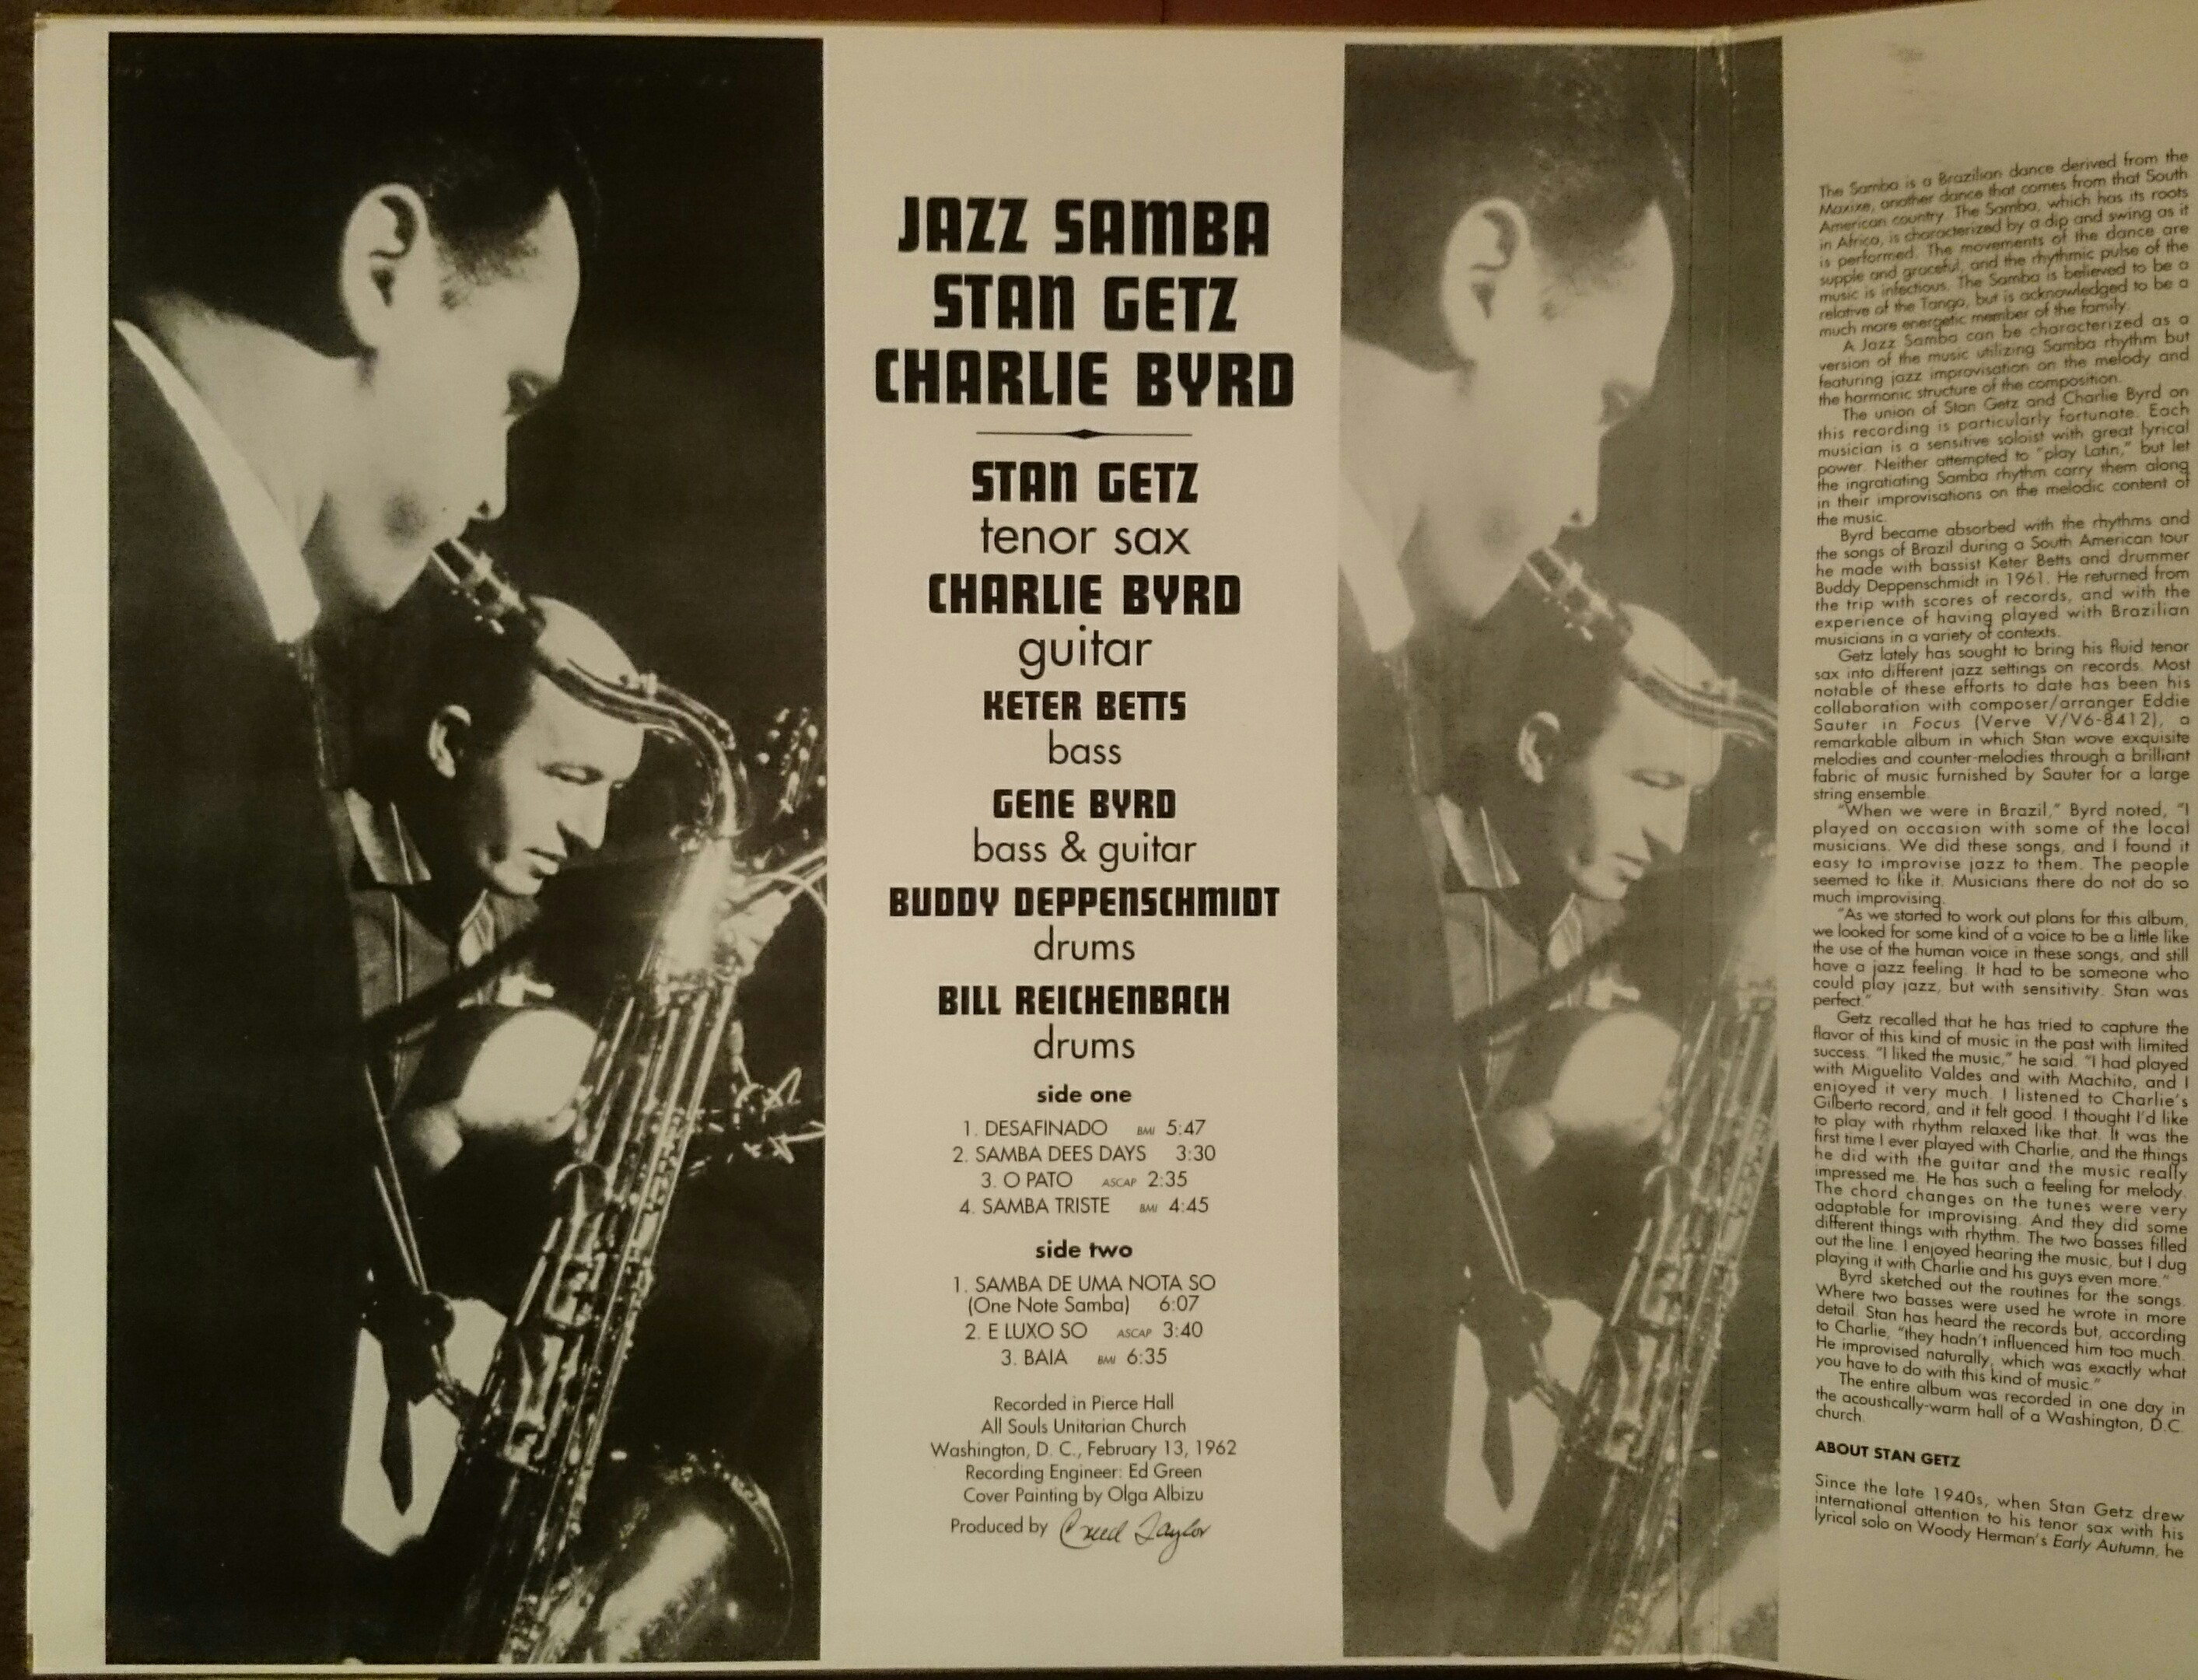 JAZZ SAMBA
STAN GETZ
CHARLIE BYRD
STAN GETZ
tenor sax
CHARLIE BYRD
guitar
KETER BETTS
bass
GENE BYRD
bass & guitar
BUDDY DEPPENSCHMIDT
drums
BILL REICHENBACH
drums
side one
1. DESAFINADO BMI 5:47
2. SAMBA DEES DAYS 3:30
3. O PATO ASCAP 2:35
4. SAMBA TRISTE BMI 4:45
side two
1. SAMBA DE UMA NOTA SO
(One Note Samba) 6:07
2. E LUXO SO ASCAP 3:40
3. BAIA BMI 6:35
Recorded in Pierce Hall
All Souls Unitarian Church
Washington, D. C., February 13, 1962
Recording Engineer: Ed Green
Cover Painting by Olga Albizu
Produced by Creed Taylor
The Samba is a Brazilian dance derived from the
Maxixe, another dance that comes from that South
American country. The Samba, which has its roots
in Africa, is characterized by a dip and swing as it
is performed. The movements of the dance are
supple and graceful, and the rhythmic pulse of the
music is infectious. The Samba is believed to be a
relative of the Tango, but is acknowledged to be a
much more energetic member of the family.
A Jazz Samba can be characterized as a
version of the music utilizing Samba rhythm but
featuring jazz improvisation on the melody and
the harmonic structure of the composition.
The union of Stan Getz and Charlie Byrd on
this recording is particularly fortunate. Each
musician is a sensitive soloist with great lyrical
power. Neither attempted to "play Latin," but let
the ingratiating Samba rhythm carry them along
in their improvisations on the melodic content of
the music.
Byrd became absorbed with the rhythms and
the songs of Brazil during a South American tour
he made with bassist Keter Betts and drummer
Buddy Deppenschmidt in 1961. He returned from
the trip with scores of records, and with the
experience of having played with Brazilian
musicians in a variety of contexts.
Getz lately has sought to bring his fluid tenor
sax into different jazz settings on records. Most
notable of these efforts to date has been his
collaboration with composer/arranger Eddie
Sauter in Focus (Verve V/V6-8412), a
remarkable album in which Stan wove exquisite
melodies and counter-melodies through a brilliant
fabric of music furnished by Sauter for a large
string ensemble.
"When we were in Brazil," Byrd noted, "I
played on occasion with some of the local
musicians. We did these songs, and I found it
easy to improvise jazz to them. The people
seemed to like it. Musicians there do not do so
much improvising.
"As we started to work out plans for this album,
we looked for some kind of a voice to be a little like
the use of the human voice in these songs, and still
have a jazz feeling. It had to be someone who
could play jazz, but with sensitivity. Stan was
perfect."
Getz recalled that he has tried to capture the
flavor of this kind of music in the past with limited
success. "I liked the music," he said. "I had played
with Miguelito Valdes and with Machito, and I
enjoyed it very much. I listened to Charlie's
Gilberto record, and it felt good. I thought I'd like
to play with rhythm relaxed like that. It was the
first time I ever played with Charlie, and the things
he did with the guitar and the music really
impressed me. He has such a feeling for melody.
The chord changes on the tunes were very
adaptable for improvising. And they did some
different things with rhythm. The two basses filled
out the line. I enjoyed hearing the music, but I dug
playing it with Charlie and his guys even more."
Byrd sketched out the routines for the songs.
Where two basses were used he wrote in more
detail. Stan has heard the records but, according
to Charlie, "they hadn't influenced him too much.
He improvised naturally, which was exactly what
you have to do with this kind of music."
The entire album was recorded in one day in
the acoustically-warm hall of a Washington, D.C.
church.
ABOUT STAN GETZ
Since the late 1940s, when Stan Getz drew
international attention to his tenor sax with his
lyrical solo on Woody Herman's Early Autumn, he